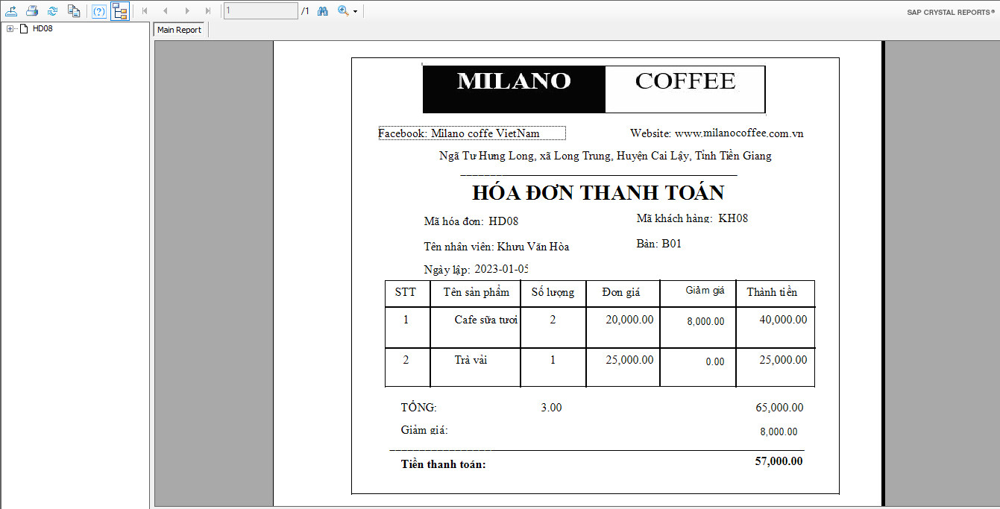 1 /1 SAP CRYSTAL REPORTS®
HD08
Main Report
MILANO COFFEE
Facebook: Milano coffe VietNam Website: www.milanocoffee.com.vn
Ngã Tư Hưng Long, xã Long Trung, Huyện Cai Lậy, Tỉnh Tiền Giang
HÓA ĐƠN THANH TOÁN
Mã hóa đơn: HD08 Mã khách hàng: KH08
Tên nhân viên: Khưu Văn Hòa Bàn: B01
Ngày lập: 2023-01-05
STT Tên sản phẩm Số lượng Đơn giá Giảm giá Thành tiền
1 Cafe sữa tươi 2 20,000.00 8,000.00 40,000.00
2 Trà vải 1 25,000.00 0.00 25,000.00
TỔNG: 3.00 65,000.00
Giảm giá: 8,000.00
Tiền thanh toán: 57,000.00